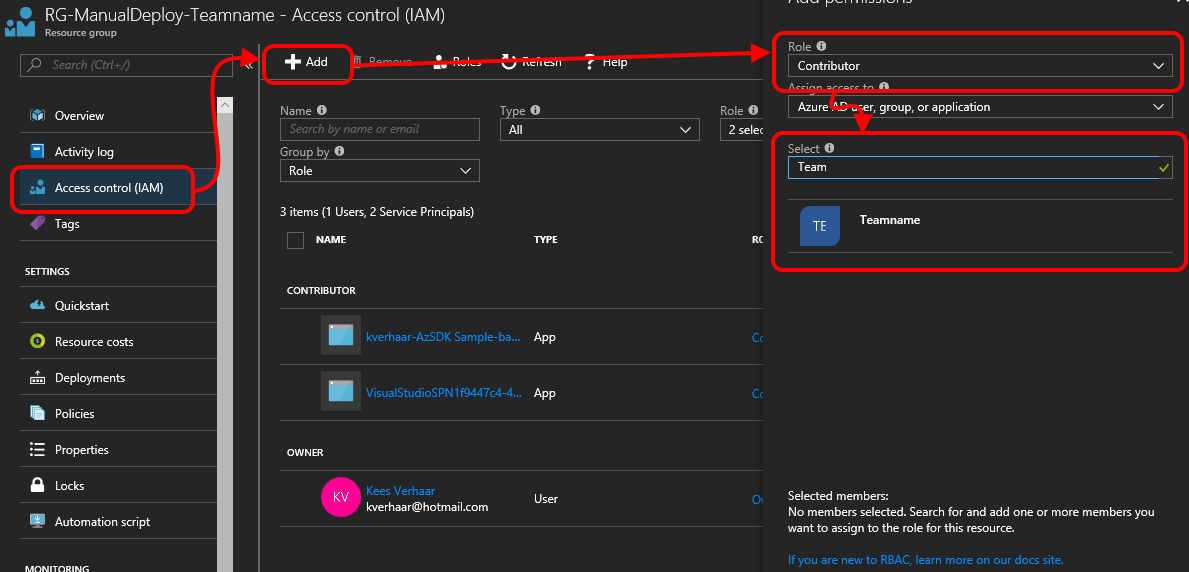 RG-ManualDeploy-Teamname - Access control (IAM)
Resource group
Search (Ctrl+/)
Overview
Activity log
Access control (IAM)
Tags
SETTINGS
Quickstart
Resource costs
Deployments
Policies
Properties
Locks
Automation script
MONITORING
Add Remove Roles Refresh Help
Name Type Role
Search by name or email All 2 selec
Group by
Role
3 items (1 Users, 2 Service Principals)
NAME TYPE RO
CONTRIBUTOR
kverhaar-AzSDK Sample-ba... App Co
VisualStudioSPN1f9447c4-4... App Co
OWNER
KV Kees Verhaar User Ow
kverhaar@hotmail.com
Add permissions
Role
Contributor
Assign access to
Azure AD user, group, or application
Select
Team
TE Teamname
Selected members:
No members selected. Search for and add one or more members you
want to assign to the role for this resource.
If you are new to RBAC, learn more on our docs site.